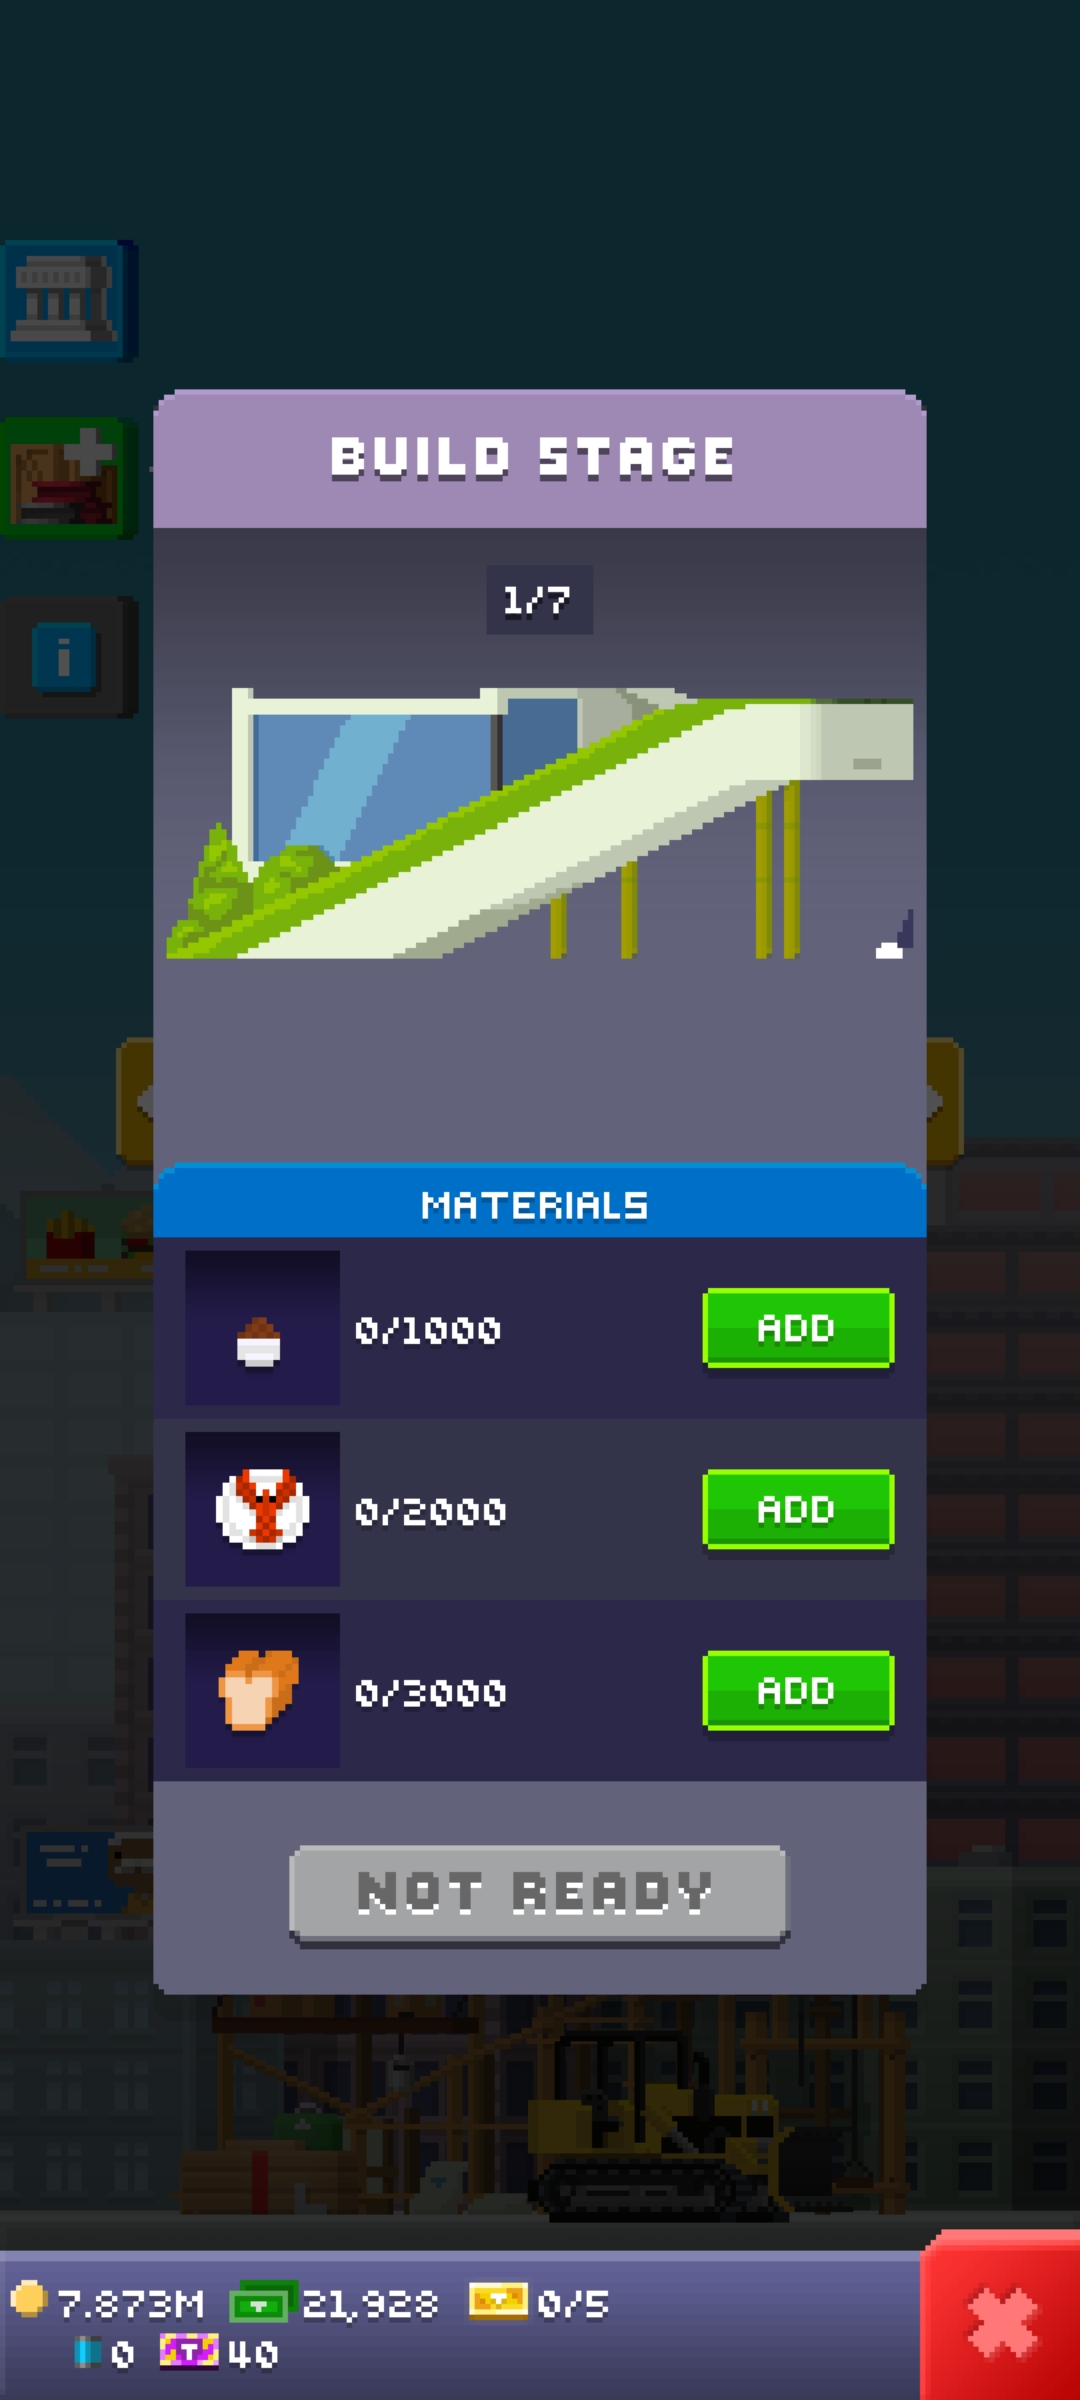 BUILD STAGE
1/7
MATERIALS
0/1000
ADD
0/2000
ADD
0/3000
ADD
NOT READY
7.873M 21,928 0/5
0 40